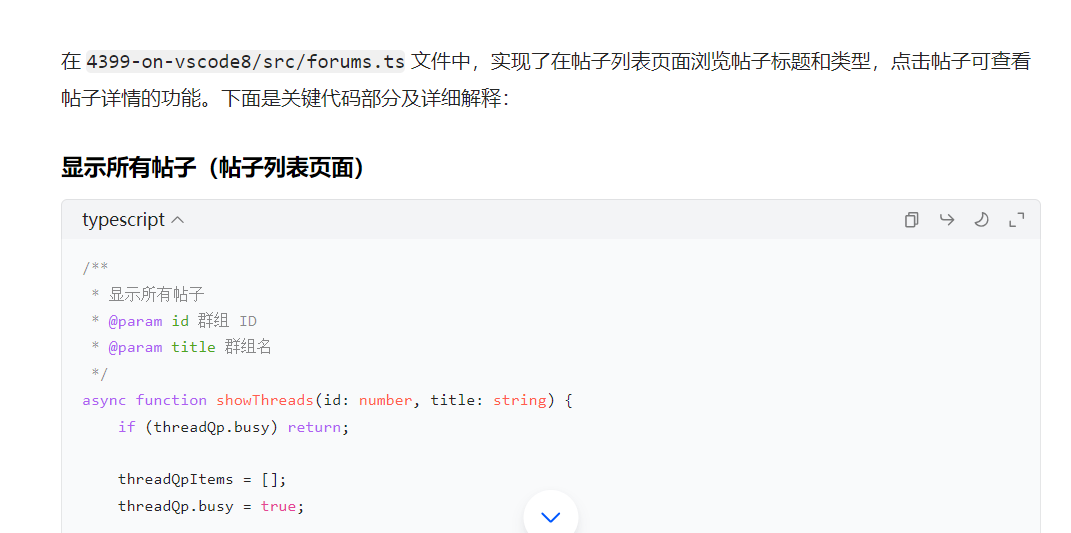 在 4399-on-vscode8/src/forums.ts 文件中，实现了在帖子列表页面浏览帖子标题和类型，点击帖子可查看
帖子详情的功能。下面是关键代码部分及详细解释：
显示所有帖子（帖子列表页面）
typescript
/**
 * 显示所有帖子
 * @param id 群组 ID
 * @param title 群组名
 */
async function showThreads(id: number, title: string) {
    if (threadQp.busy) return;
    threadQpItems = [];
    threadQp.busy = true;